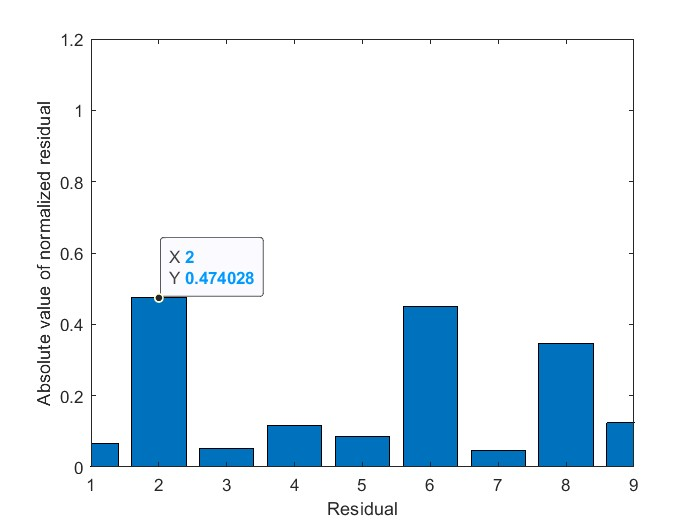 1.2
1
0.8
0.6
0.4
0.2
0
Absolute value of normalized residual
X 2
Y 0.474028
1 2 3 4 5 6 7 8 9
Residual